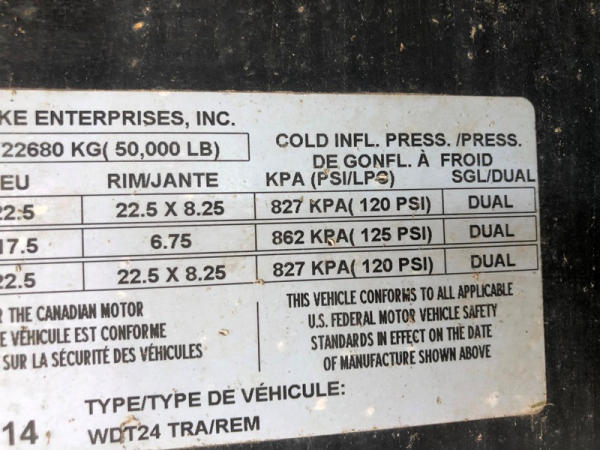 KE ENTERPRISES, INC.
22680 KG( 50,000 LB)
COLD INFL. PRESS. /PRESS.
DE GONFL. À FROID
EU RIM/JANTE KPA (PSI/LPC) SGL/DUAL
22.5 22.5 X 8.25 827 KPA( 120 PSI) DUAL
17.5 6.75 862 KPA( 125 PSI) DUAL
22.5 22.5 X 8.25 827 KPA( 120 PSI) DUAL
R THE CANADIAN MOTOR
E VÉHICULE EST CONFORME
SUR LA SÉCURITÉ DES VÉHICULES
THIS VEHICLE CONFORMS TO ALL APPLICABLE
U.S. FEDERAL MOTOR VEHICLE SAFETY
STANDARDS IN EFFECT ON THE DATE
OF MANUFACTURE SHOWN ABOVE
TYPE/TYPE DE VÉHICULE:
14 WDT24 TRA/REM